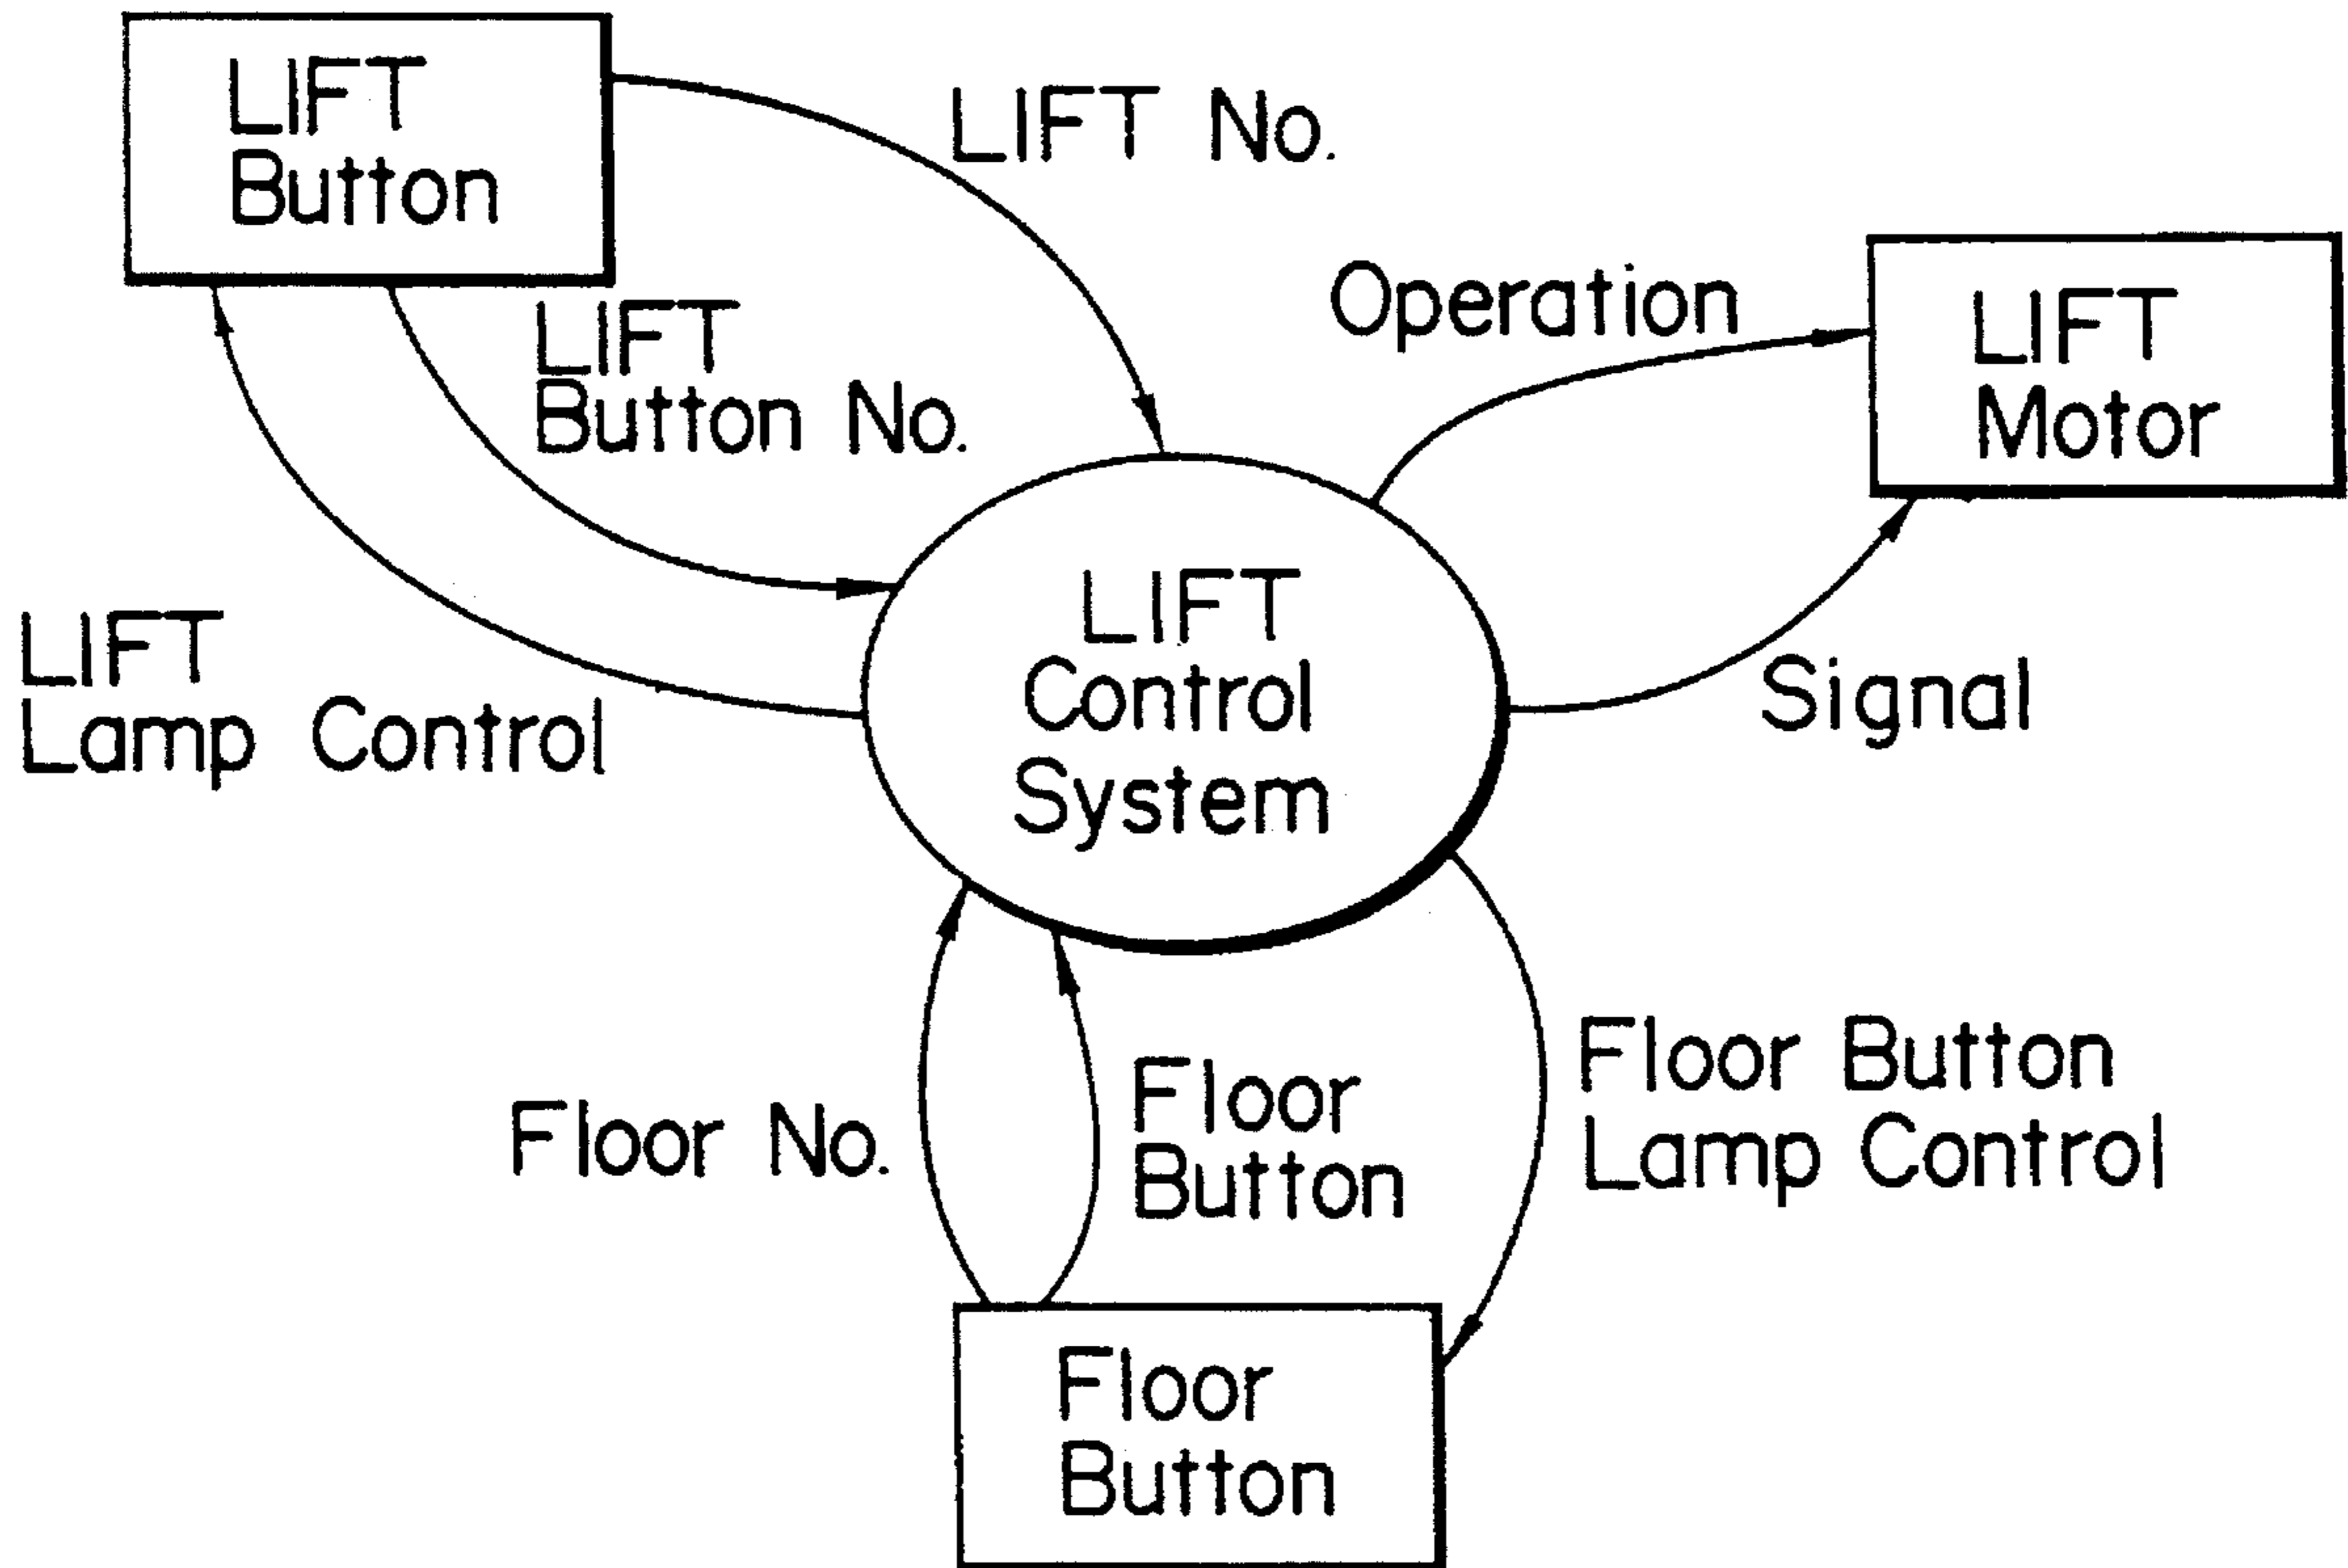 LIFT
Button
LIFT No.
LIFT
Button No.
Operation
LIFT
Motor
LIFT
Lamp Control
LIFT
Control
System
Signal
Floor No.
Floor
Button
Floor Button
Lamp Control
Floor
Button